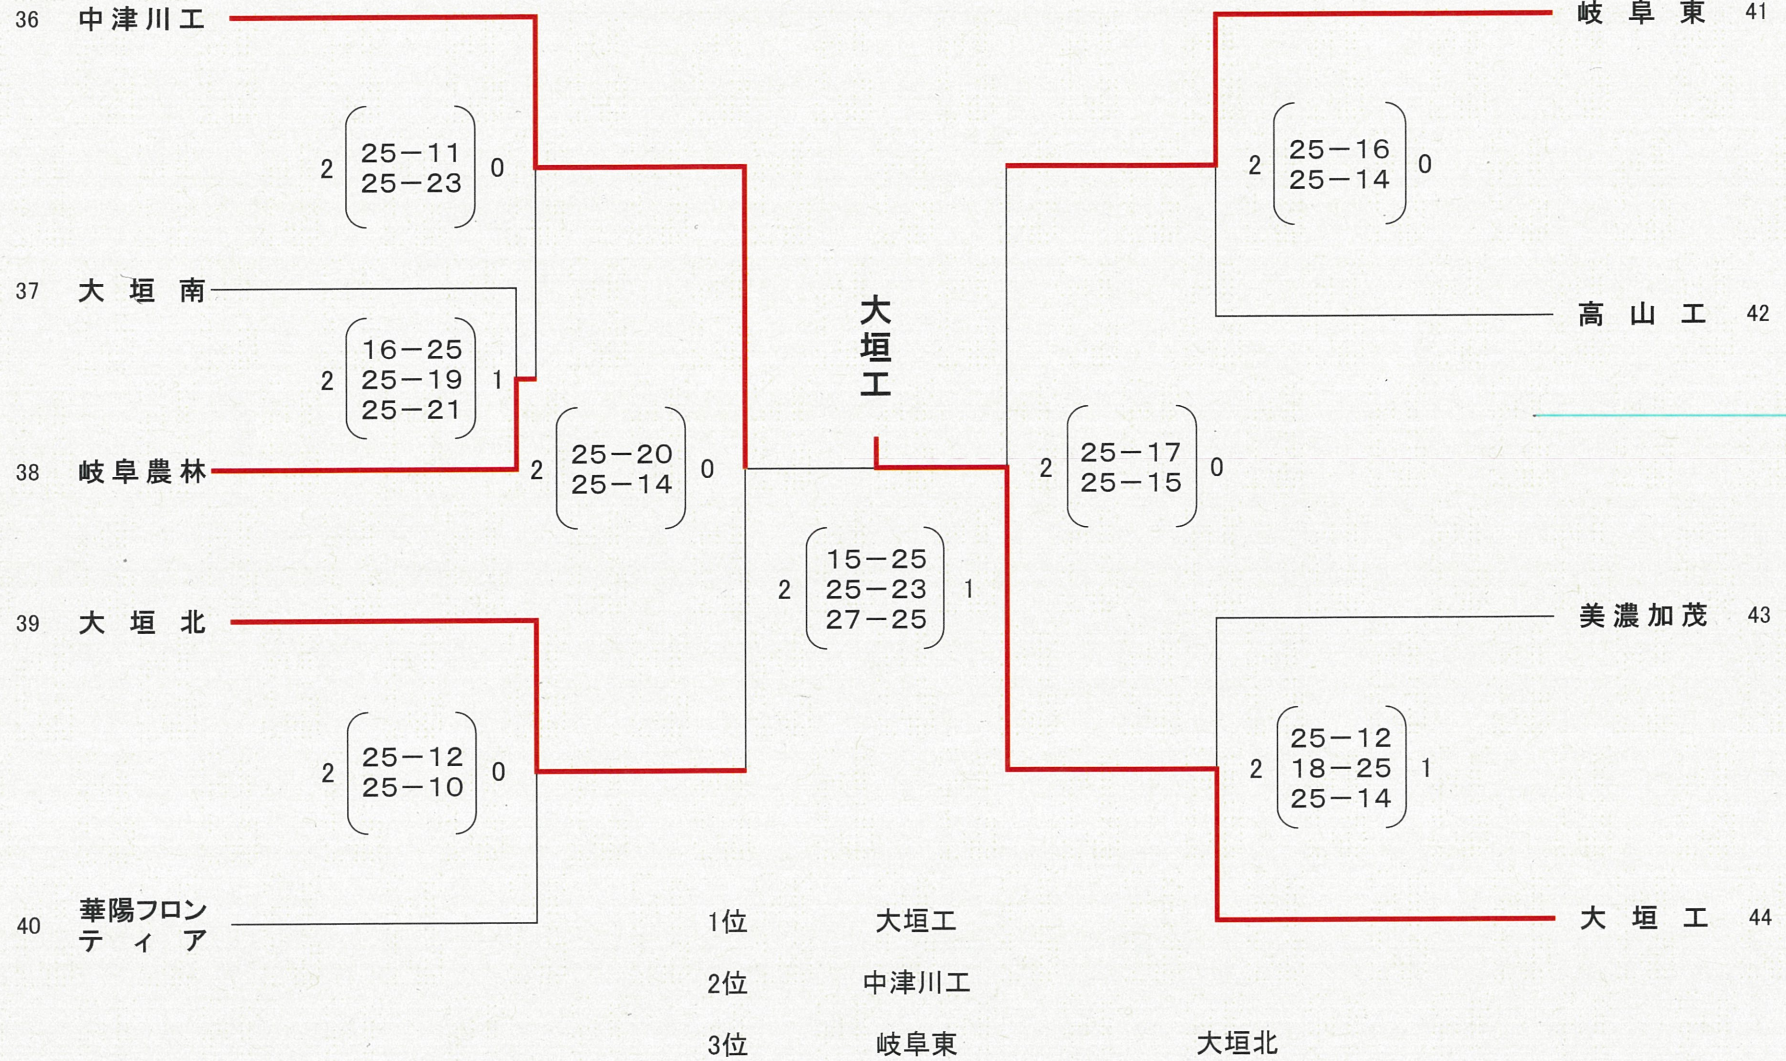 36 中津川工
2 25－11 0
25－23
37 大垣南
2 16－25 1
25－19
25－21
38 岐阜農林
2 25－20 0
25－14
39 大垣北
2 25－12 0
25－10
40 華陽フロン
ティア
大垣工
2 15－25 1
25－23
27－25
岐阜東 41
2 25－16 0
25－14
高山工 42
2 25－17 0
25－15
美濃加茂 43
2 25－12 1
18－25
25－14
大垣工 44
1位 大垣工
2位 中津川工
3位 岐阜東 大垣北